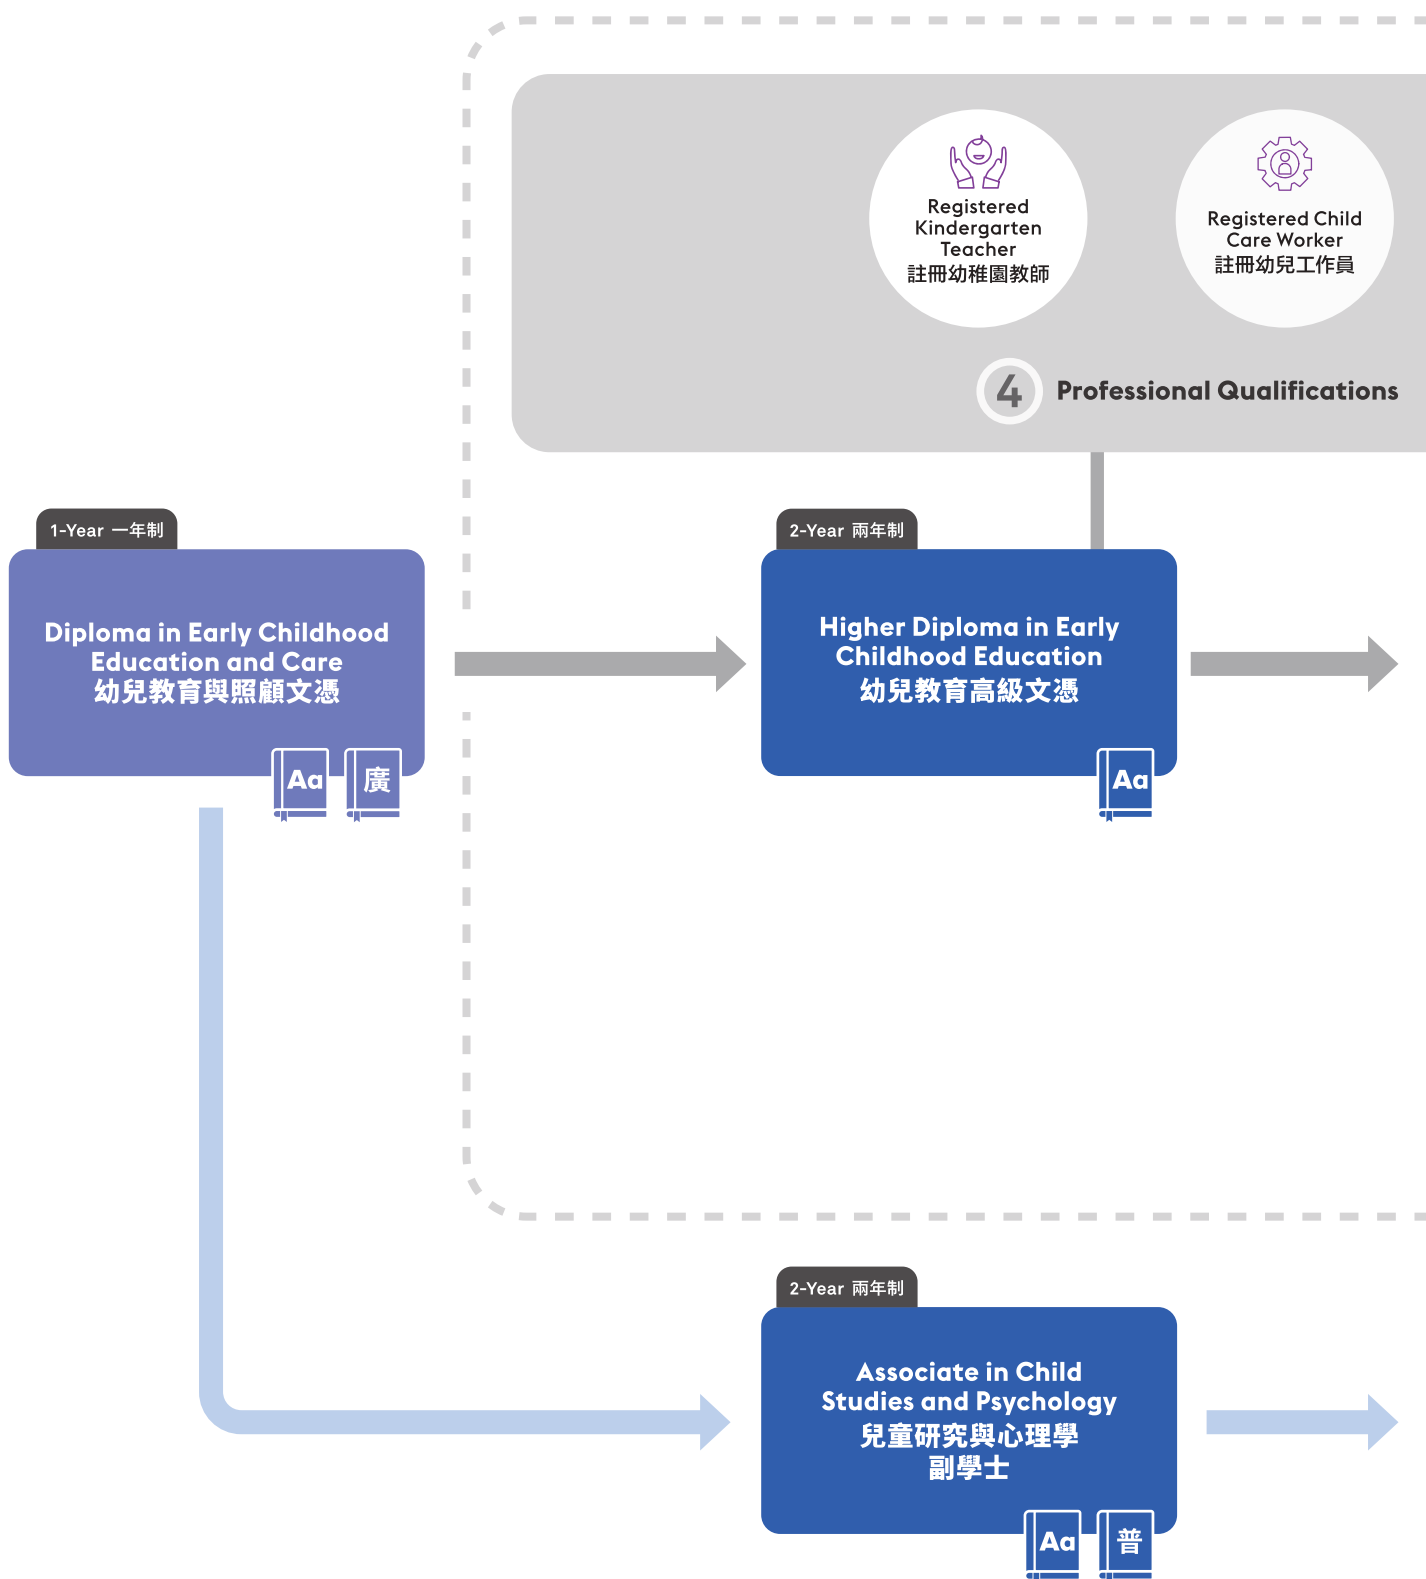 Registered
Kindergarten
Teacher
註冊幼稚園教師
Registered Child
Care Worker
註冊幼兒工作員
4 Professional Qualifications
1-Year 一年制
Diploma in Early Childhood
Education and Care
幼兒教育與照顧文憑
Aa 廣
2-Year 兩年制
Higher Diploma in Early
Childhood Education
幼兒教育高級文憑
Aa
2-Year 兩年制
Associate in Child
Studies and Psychology
兒童研究與心理學
副學士
Aa 普